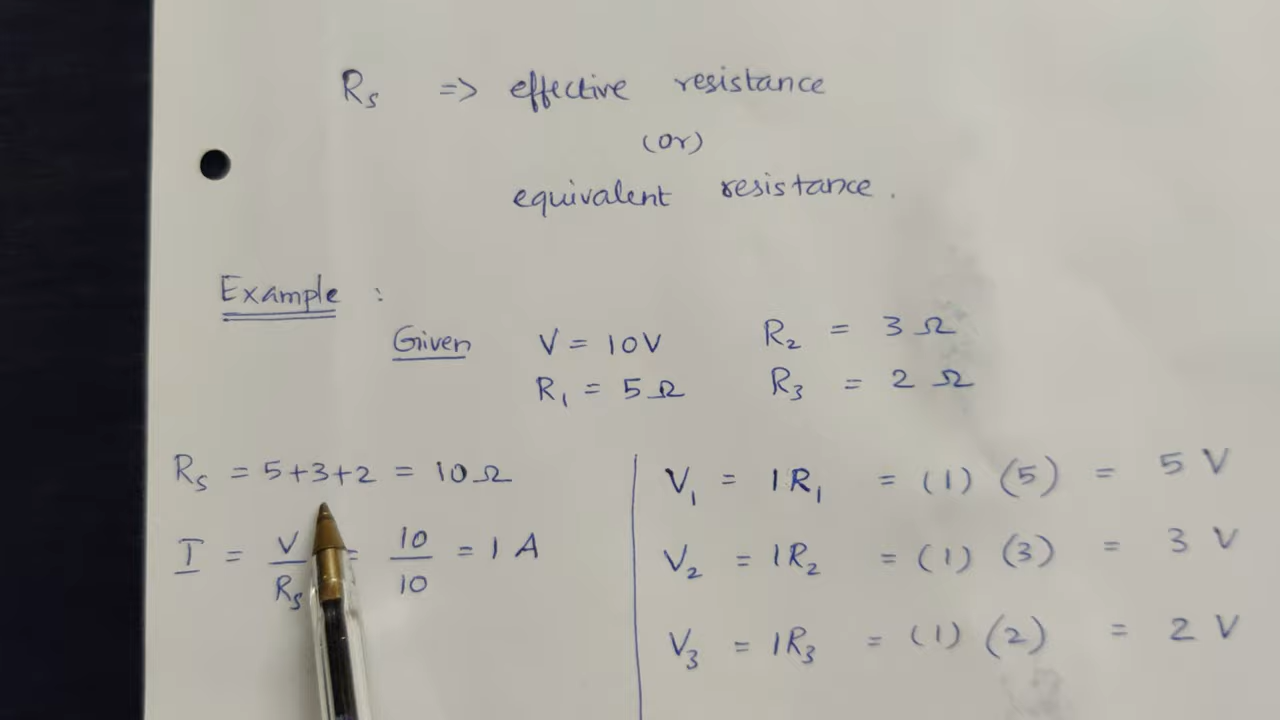 Rs => effective resistance
(or)
equivalent resistance.
Example :
Given V = 10V R2 = 3 Ω
R1 = 5 Ω R3 = 2 Ω
Rs = 5+3+2 = 10 Ω
I = V/Rs = 10/10 = 1 A
V1 = IR1 = (1) (5) = 5 V
V2 = IR2 = (1) (3) = 3 V
V3 = IR3 = (1) (2) = 2 V